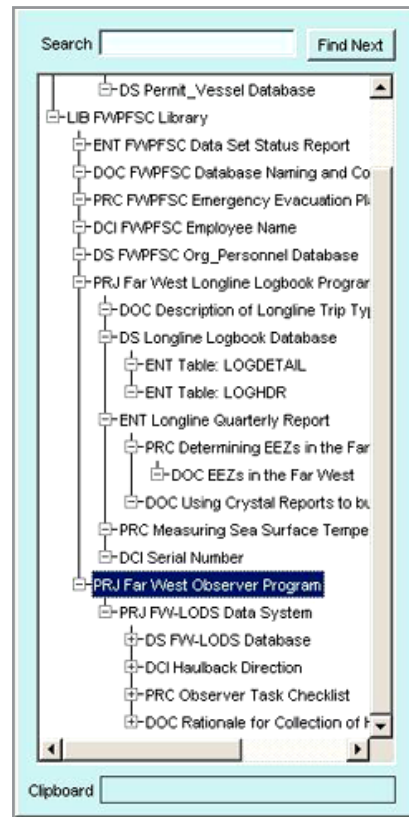 Search
Find Next
DS Permit_Vessel Database
LIB FWPFSC Library
ENT FWPFSC Data Set Status Report
DOC FWPFSC Database Naming and Co
PRC FWPFSC Emergency Evacuation Pl
DCI FWPFSC Employee Name
DS FWPFSC Org_Personnel Database
PRJ Far West Longline Logbook Program
DOC Description of Longline Trip Typ
DS Longline Logbook Database
ENT Table: LOGDETAIL
ENT Table: LOGHDR
ENT Longline Quarterly Report
PRC Determining EEZs in the Far
DOC EEZs in the Far West
DOC Using Crystal Reports to bu
PRC Measuring Sea Surface Tempe
DCI Serial Number
PRJ Far West Observer Program
PRJ FW-LODS Data System
DS FW-LODS Database
DCI Haulback Direction
PRC Observer Task Checklist
DOC Rationale for Collection of H
Clipboard